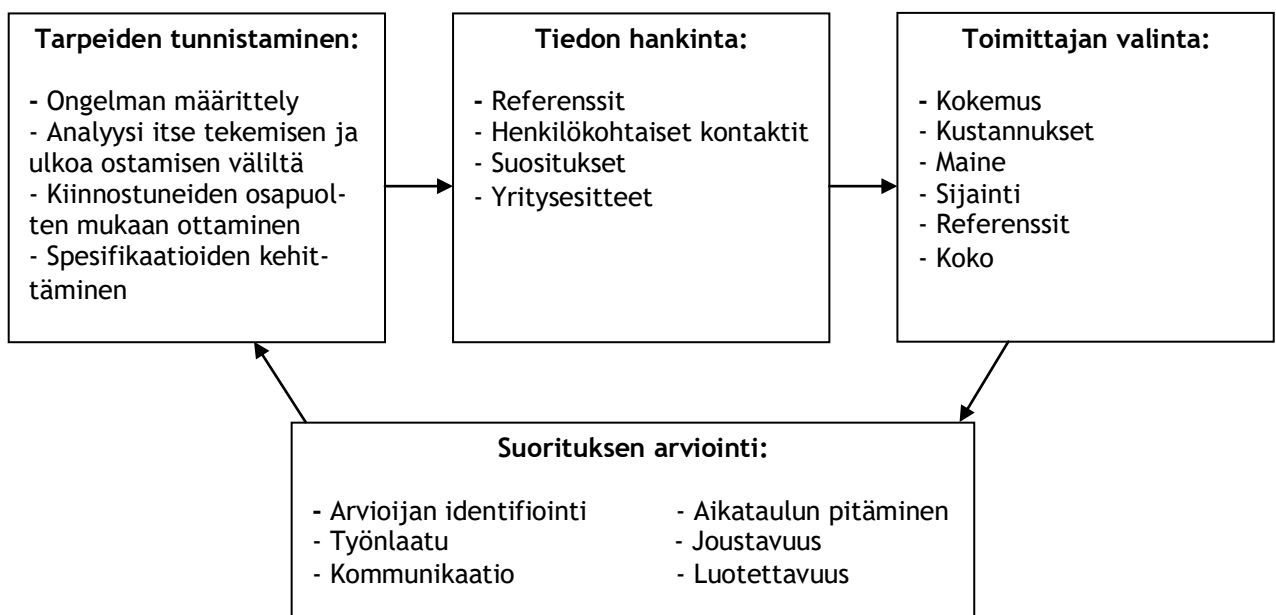 Tarpeiden tunnistaminen:
- Ongelman määrittely
- Analyysi itse tekemisen ja
ulkoa ostamisen väliltä
- Kiinnostuneiden osapuol-
ten mukaan ottaminen
- Spesifikaatioiden kehit-
täminen
Tiedon hankinta:
- Referenssit
- Henkilökohtaiset kontaktit
- Suositukset
- Yritysesitteet
Toimittajan valinta:
- Kokemus
- Kustannukset
- Maine
- Sijainti
- Referenssit
- Koko
Suorituksen arviointi:
- Arvioijan identifiointi
- Työnlaatu
- Kommunikaatio
- Aikataulun pitäminen
- Joustavuus
- Luotettavuus